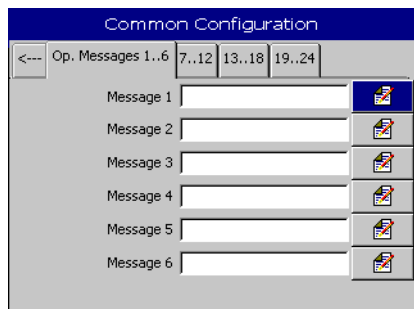 Common Configuration
<--- Op. Messages 1..6 7..12 13..18 19..24
Message 1
Message 2
Message 3
Message 4
Message 5
Message 6